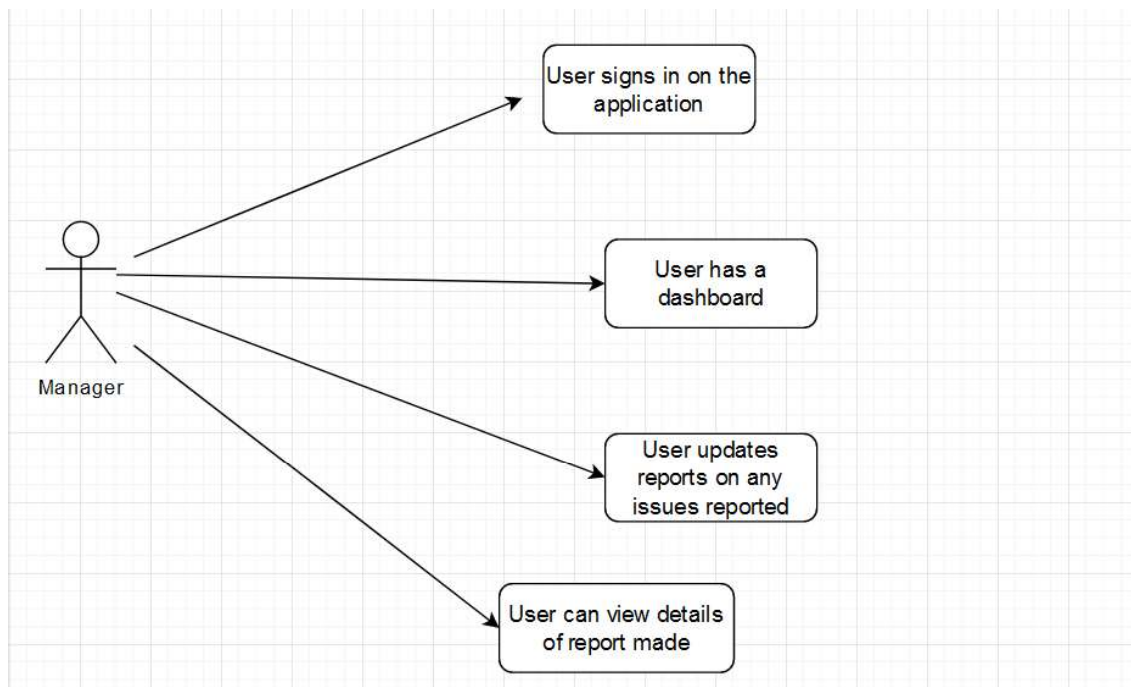 User signs in on the
application
User has a
dashboard
Manager
User updates
reports on any
issues reported
User can view details
of report made